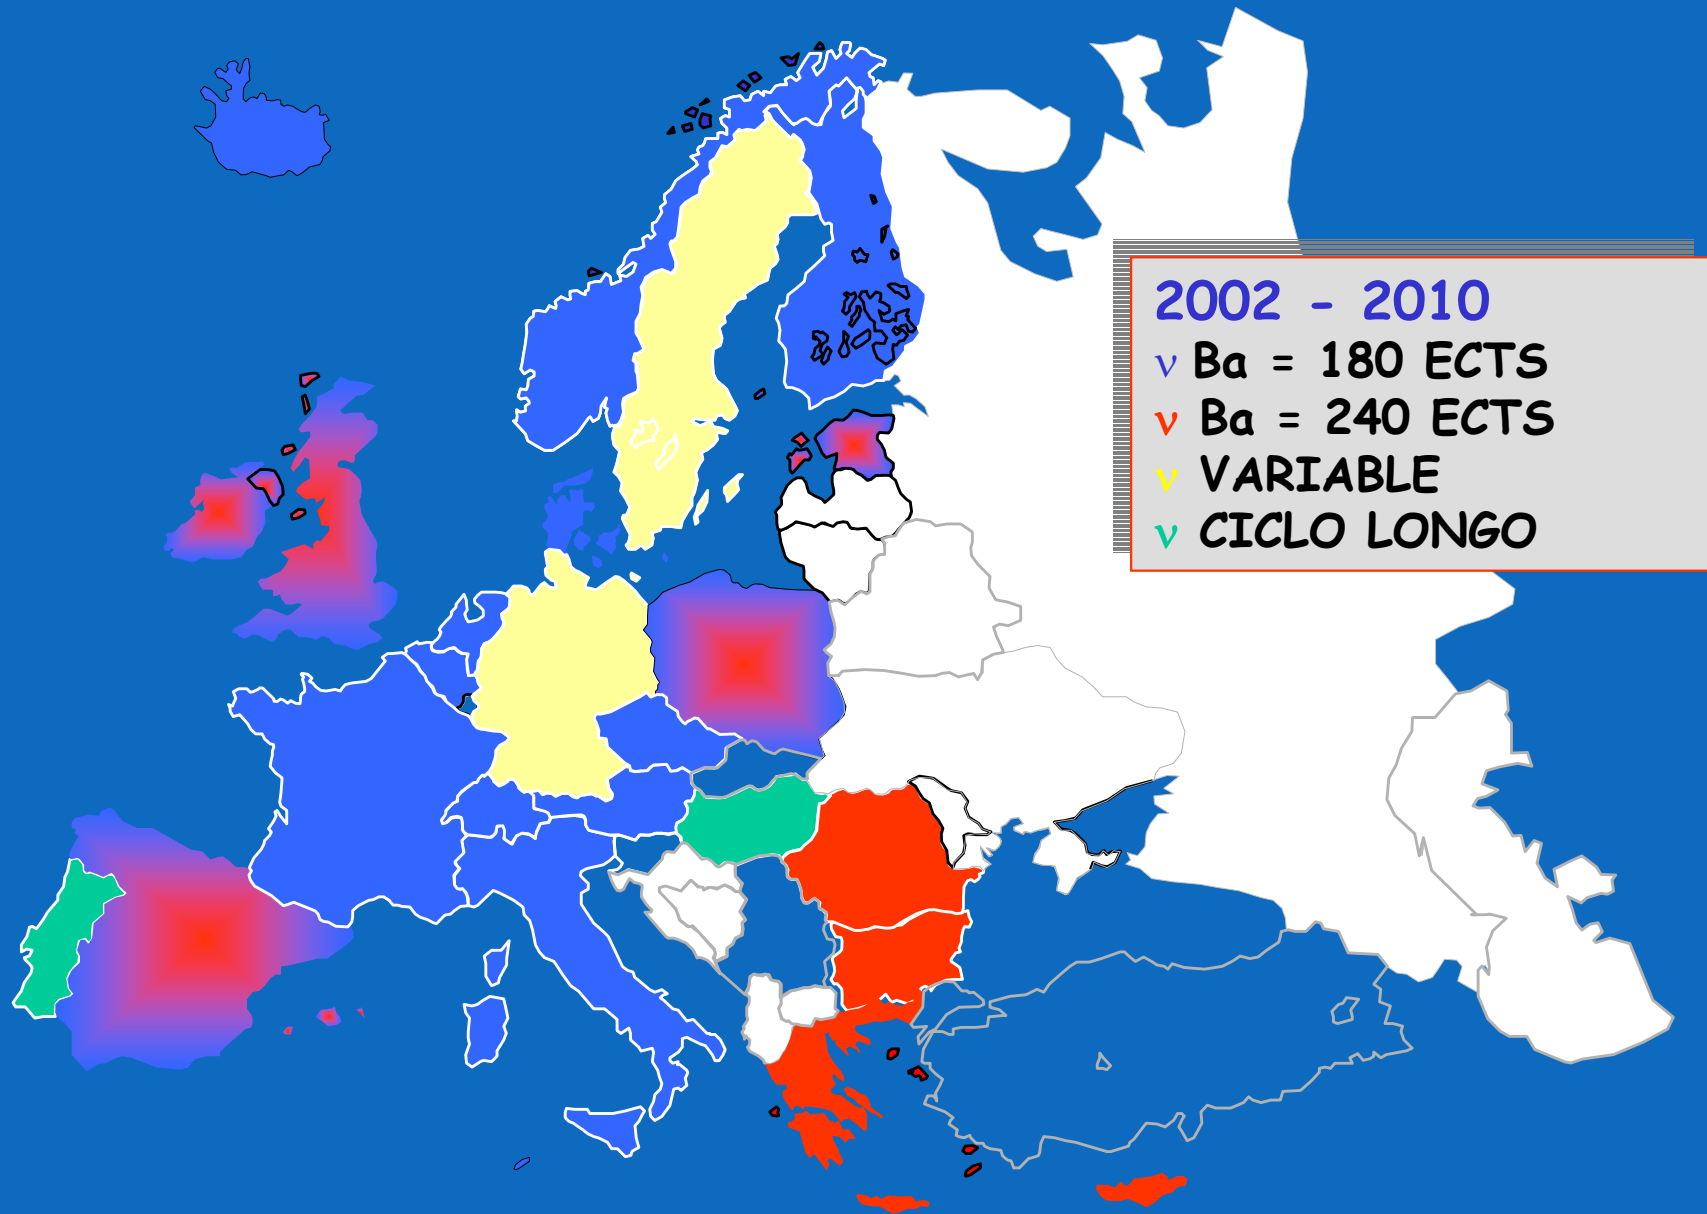 2002 - 2010
ν Ba = 180 ECTS
ν Ba = 240 ECTS
ν VARIABLE
ν CICLO LONGO